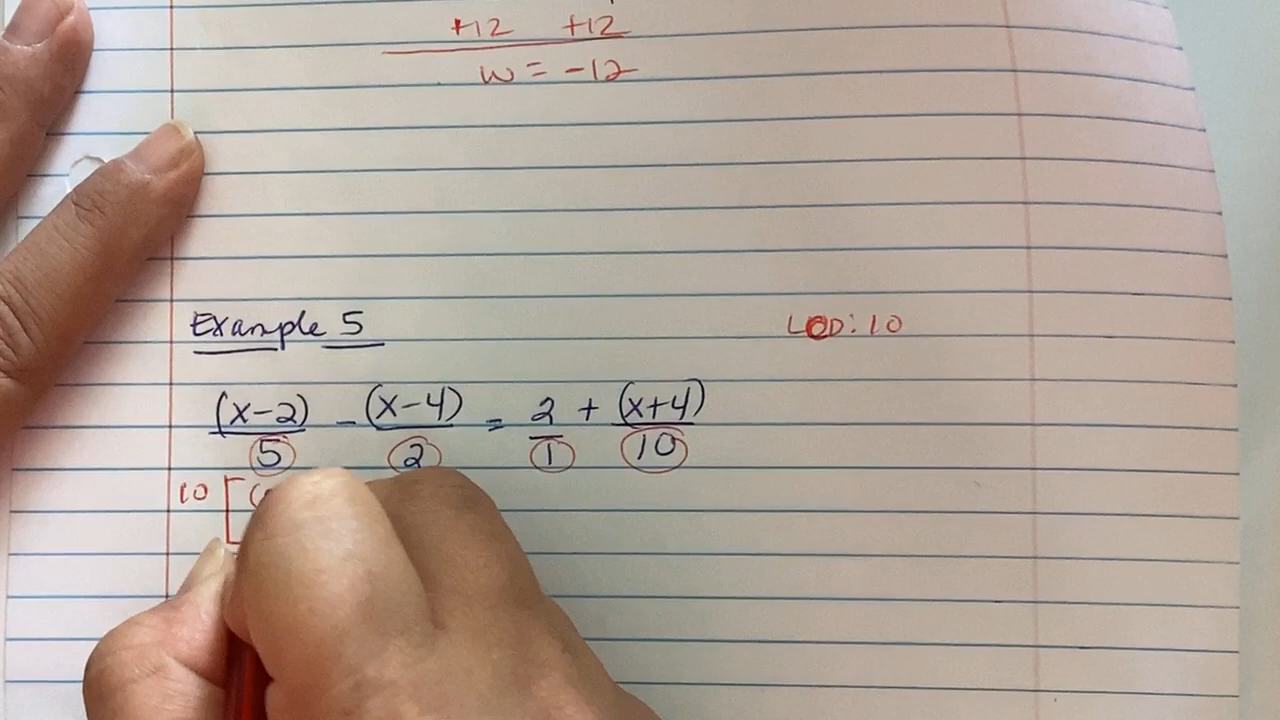 +12 +12
w = -12
Example 5
LCD: 10
(x-2)/5 - (x-4)/2 = 2/1 + (x+4)/10
10 [(